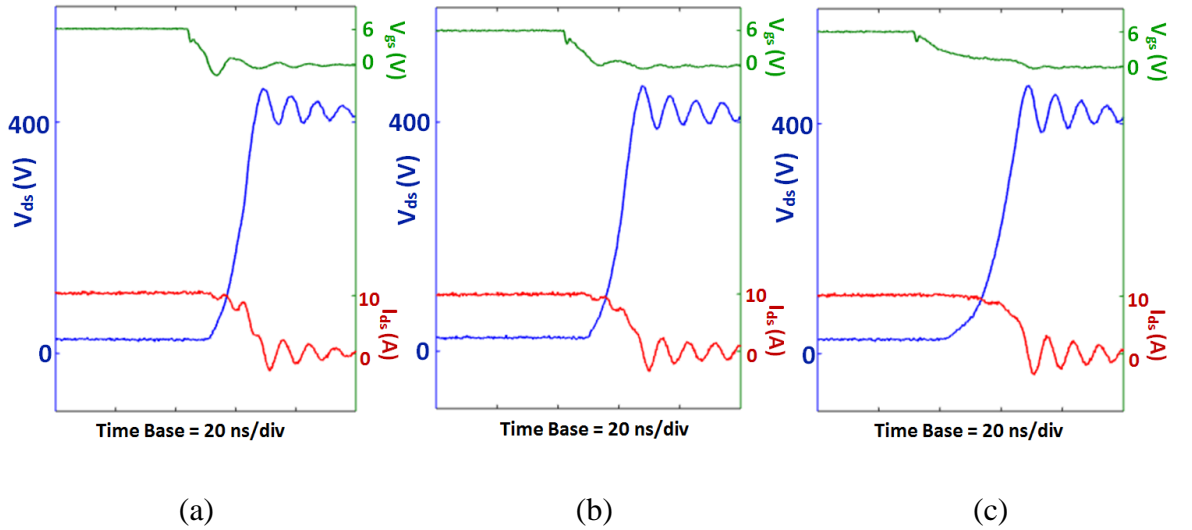 6
0
V_gs (V)
400
0
V_ds (V)
10
0
I_ds (A)
Time Base = 20 ns/div
(a)
6
0
V_gs (V)
400
0
V_ds (V)
10
0
I_ds (A)
Time Base = 20 ns/div
(b)
6
0
V_gs (V)
400
0
V_ds (V)
10
0
I_ds (A)
Time Base = 20 ns/div
(c)